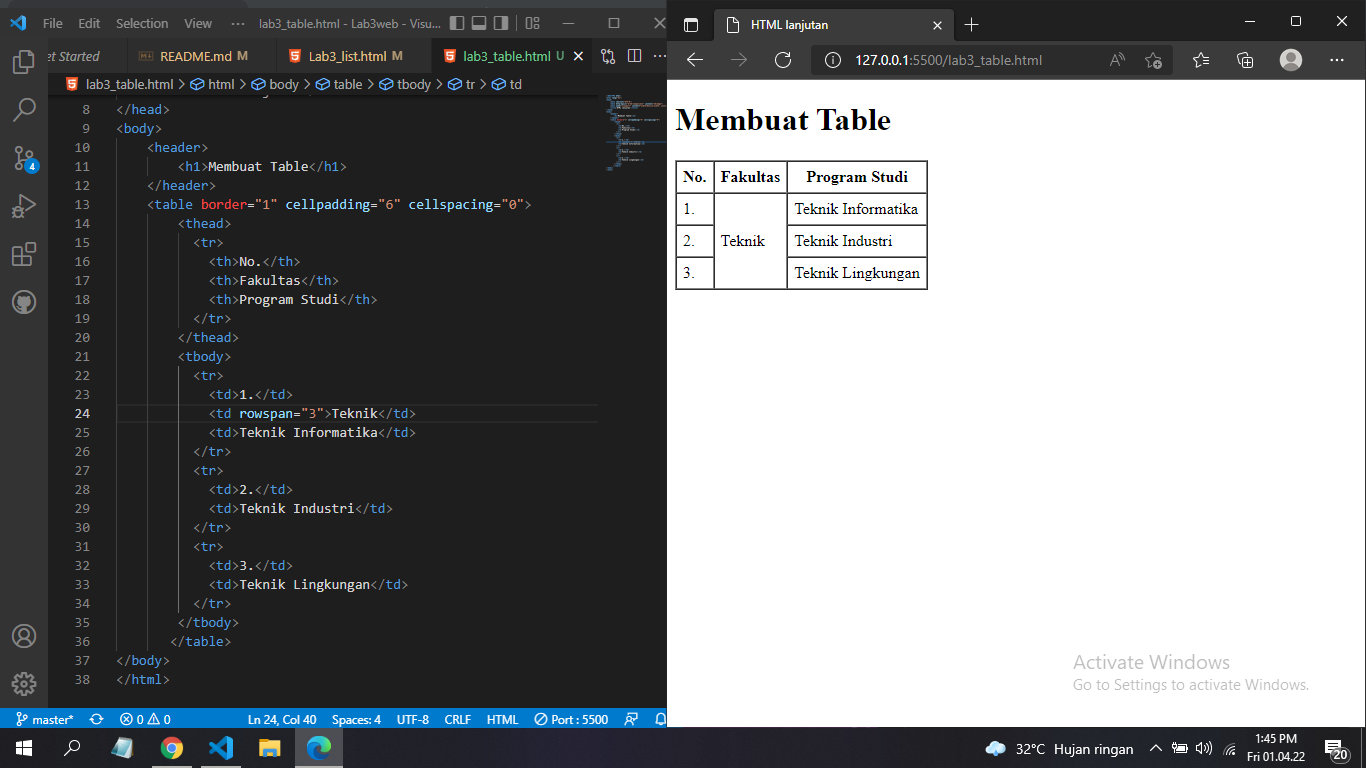 File Edit Selection View ··· lab3_table.html - Lab3web - Visu...
et Started README.md M Lab3_list.html M lab3_table.html U
lab3_table.html > html > body > table > tbody > tr > td
8 </head>
9 <body>
10 <header>
11 <h1>Membuat Table</h1>
12 </header>
13 <table border="1" cellpadding="6" cellspacing="0">
14 <thead>
15 <tr>
16 <th>No.</th>
17 <th>Fakultas</th>
18 <th>Program Studi</th>
19 </tr>
20 </thead>
21 <tbody>
22 <tr>
23 <td>1.</td>
24 <td rowspan="3">Teknik</td>
25 <td>Teknik Informatika</td>
26 </tr>
27 <tr>
28 <td>2.</td>
29 <td>Teknik Industri</td>
30 </tr>
31 <tr>
32 <td>3.</td>
33 <td>Teknik Lingkungan</td>
34 </tr>
35 </tbody>
36 </table>
37 </body>
38 </html>
4
master* 0 0 Ln 24, Col 40 Spaces: 4 UTF-8 CRLF HTML Port : 5500
HTML lanjutan
127.0.0.1:5500/lab3_table.html
Membuat Table
No. Fakultas Program Studi
1. Teknik Teknik Informatika
2. Teknik Industri
3. Teknik Lingkungan
Activate Windows
Go to Settings to activate Windows.
32°C Hujan ringan
1:45 PM
Fri 01.04.22
20